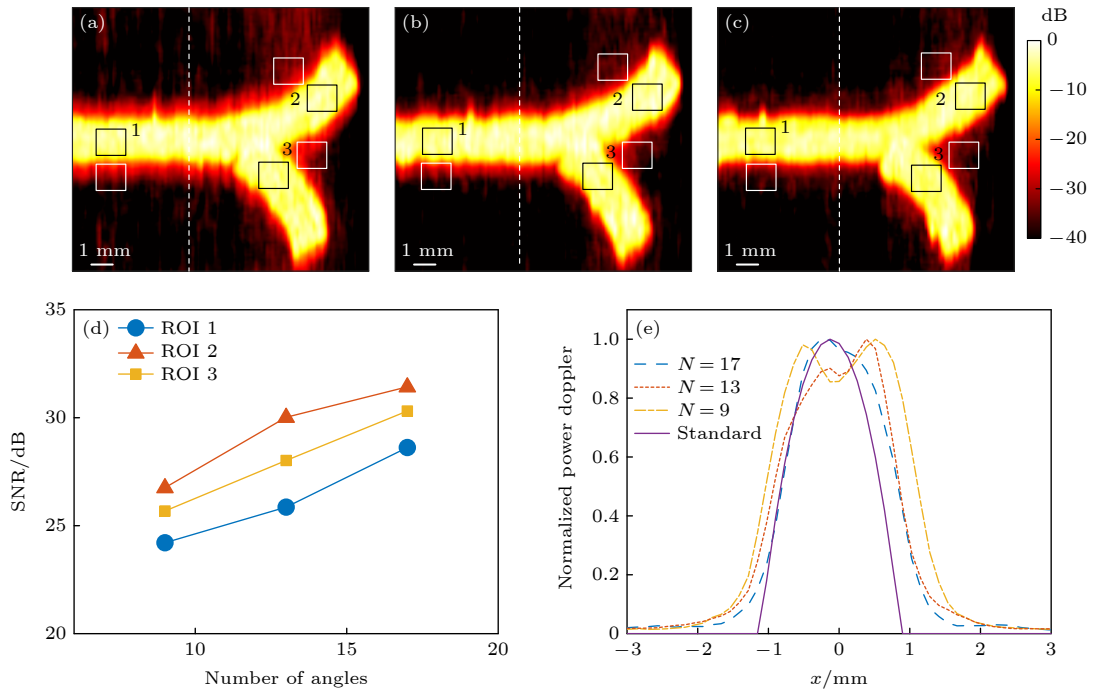 (a)
(b)
(c)
dB
0
−10
−20
−30
−40
1
2
3
1 mm
1
2
3
1 mm
1
2
3
1 mm
(d)
ROI 1
ROI 2
ROI 3
35
30
25
20
SNR/dB
10
15
20
Number of angles
(e)
N = 17
N = 13
N = 9
Standard
1.0
0.8
0.6
0.4
0.2
0
Normalized power doppler
−3
−2
−1
0
1
2
3
x/mm